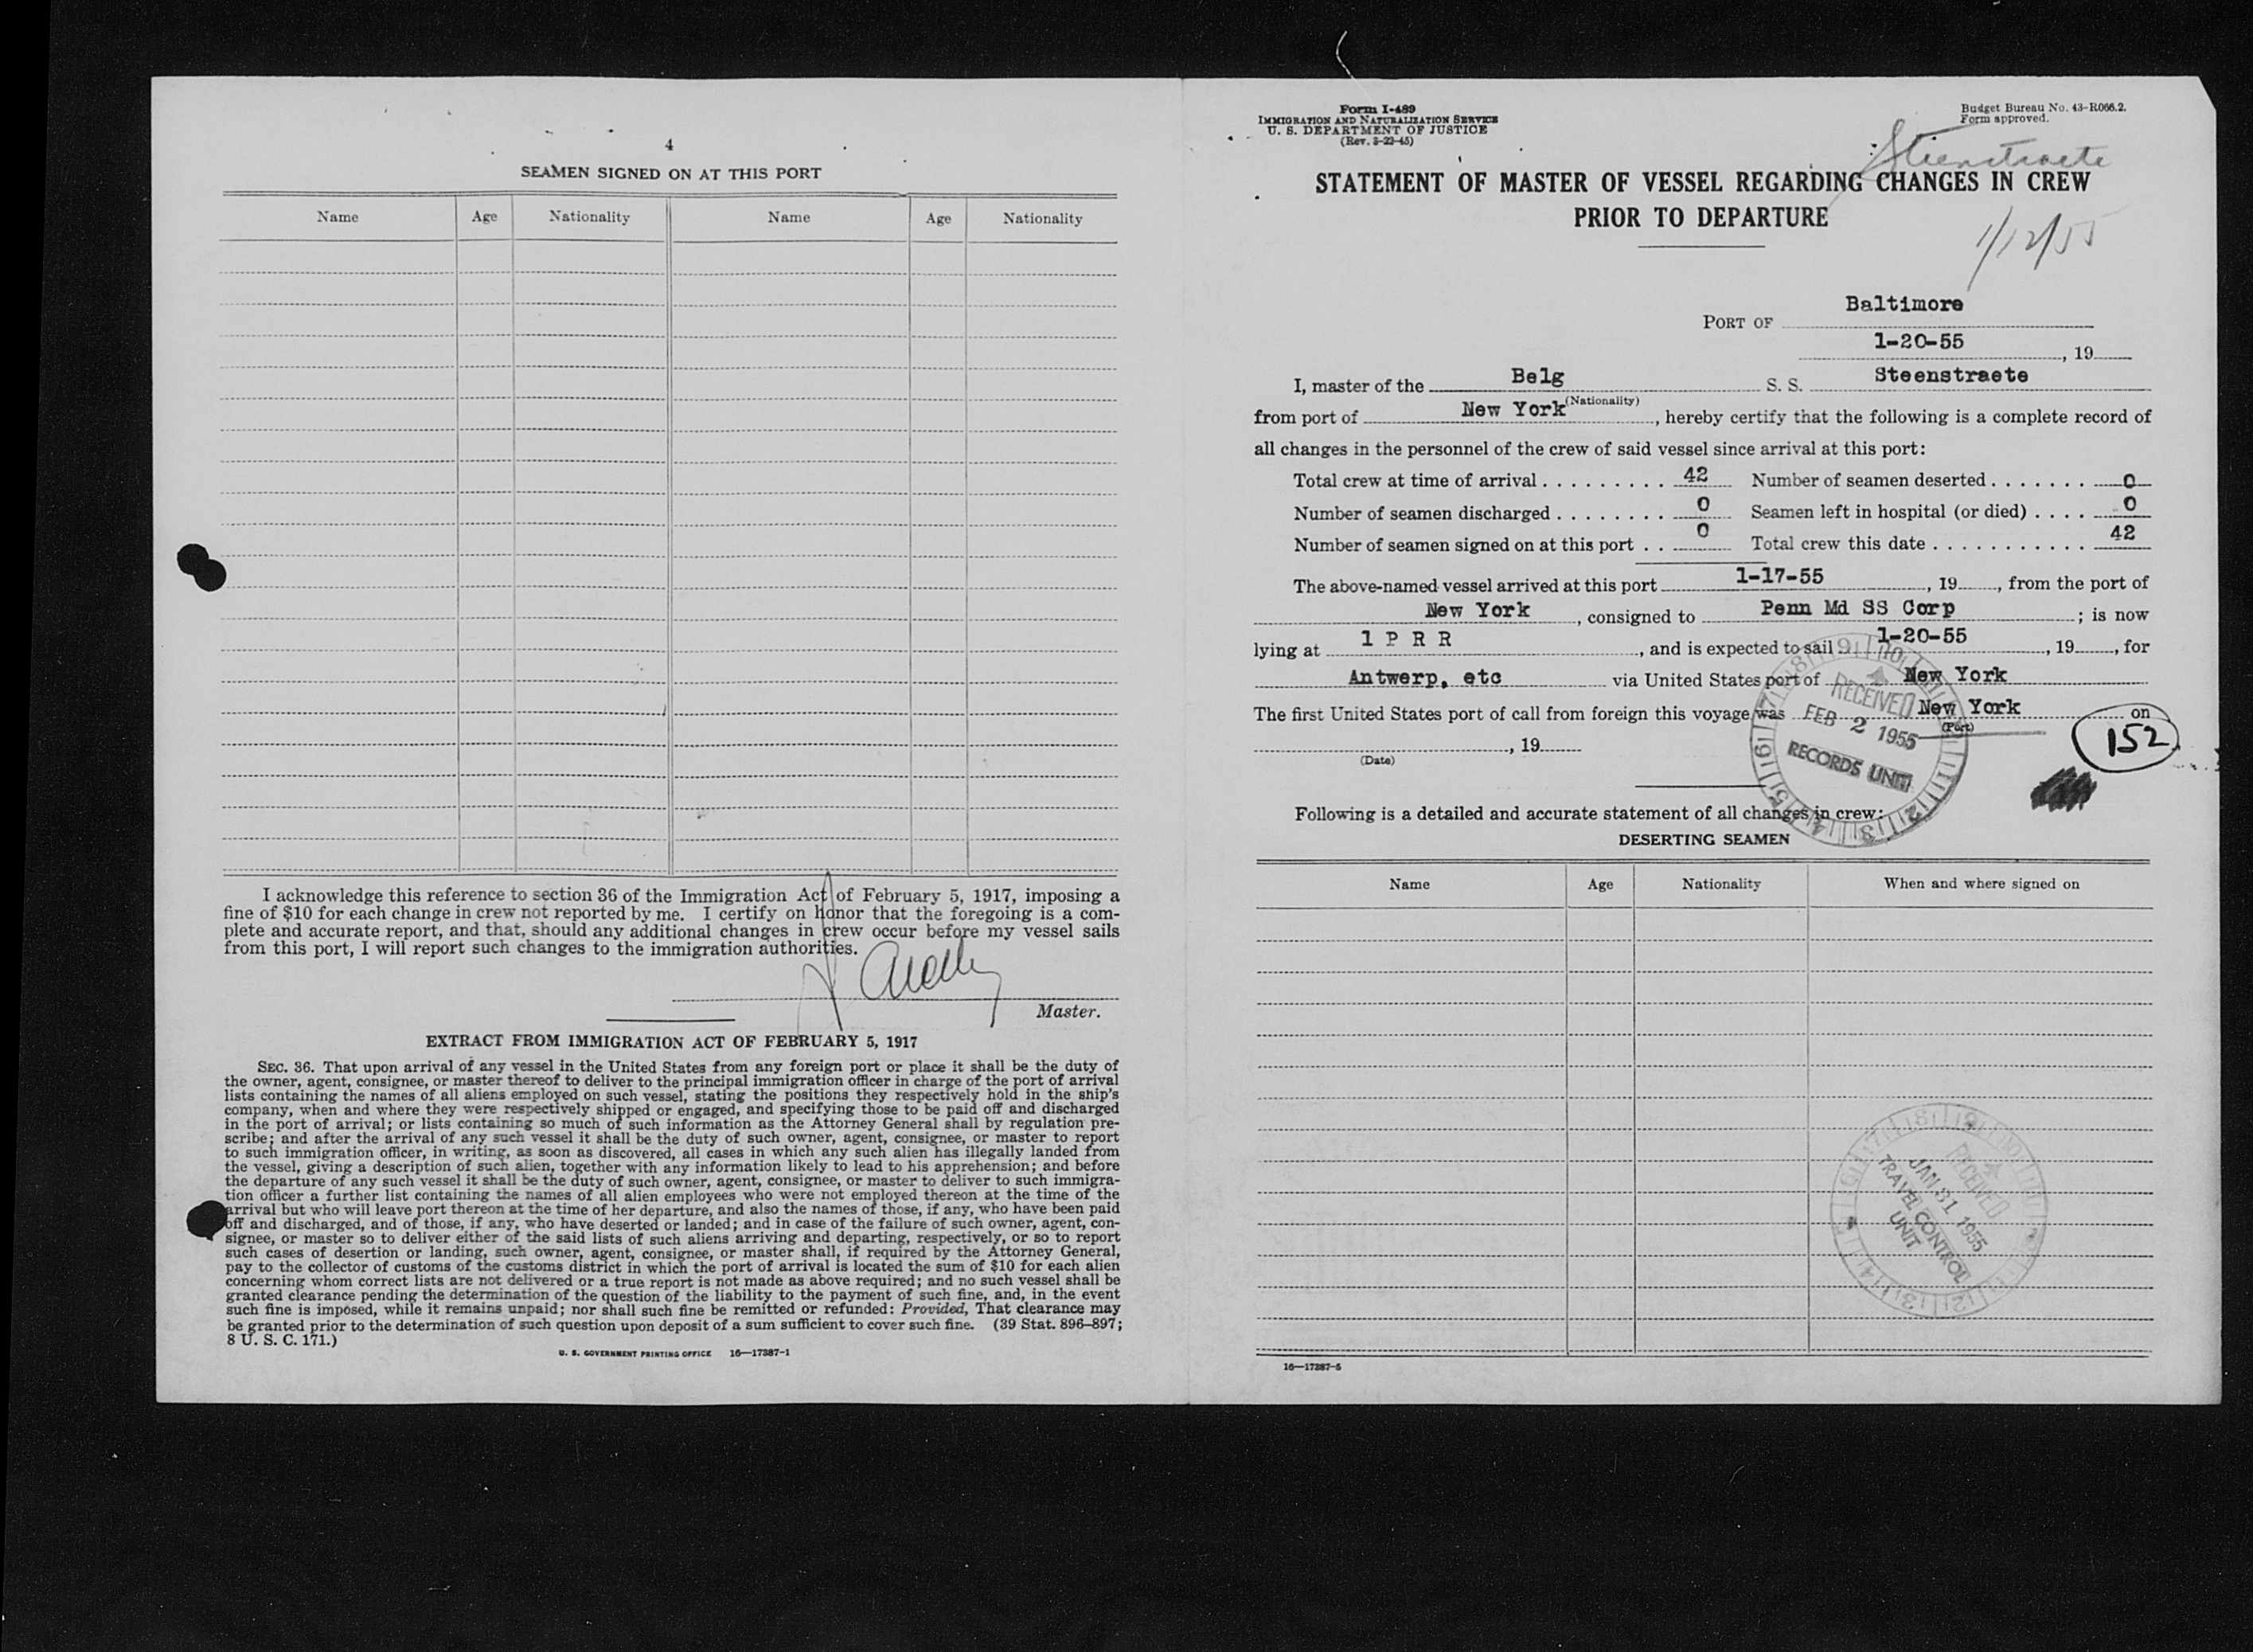 4
SEAMEN SIGNED ON AT THIS PORT
Name Age Nationality Name Age Nationality
I acknowledge this reference to section 36 of the Immigration Act of February 5, 1917, imposing a
fine of $10 for each change in crew not reported by me. I certify on honor that the foregoing is a com-
plete and accurate report, and that, should any additional changes in crew occur before my vessel sails
from this port, I will report such changes to the immigration authorities.
Master.
EXTRACT FROM IMMIGRATION ACT OF FEBRUARY 5, 1917
SEC. 36. That upon arrival of any vessel in the United States from any foreign port or place it shall be the duty of
the owner, agent, consignee, or master thereof to deliver to the principal immigration officer in charge of the port of arrival
lists containing the names of all aliens employed on such vessel, stating the positions they respectively hold in the ship's
company, when and where they were respectively shipped or engaged, and specifying those to be paid off and discharged
in the port of arrival; or lists containing so much of such information as the Attorney General shall by regulation pre-
scribe; and after the arrival of any such vessel it shall be the duty of such owner, agent, consignee, or master to report
to such immigration officer, in writing, as soon as discovered, all cases in which any such alien has illegally landed from
the vessel, giving a description of such alien, together with any information likely to lead to his apprehension; and before
the departure of any such vessel it shall be the duty of such owner, agent, consignee, or master to deliver to such immigra-
tion officer a further list containing the names of all alien employees who were not employed thereon at the time of the
arrival but who will leave port thereon at the time of her departure, and also the names of those, if any, who have been paid
off and discharged, and of those, if any, who have deserted or landed; and in case of the failure of such owner, agent, con-
signee, or master so to deliver either of the said lists of such aliens arriving and departing, respectively, or so to report
such cases of desertion or landing, such owner, agent, consignee, or master shall, if required by the Attorney General,
pay to the collector of customs of the customs district in which the port of arrival is located the sum of $10 for each alien
concerning whom correct lists are not delivered or a true report is not made as above required; and no such vessel shall be
granted clearance pending the determination of the question of the liability to the payment of such fine, and, in the event
such fine is imposed, while it remains unpaid; nor shall such fine be remitted or refunded: Provided, That clearance may
be granted prior to the determination of such question upon deposit of a sum sufficient to cover such fine. (39 Stat. 896–897;
8 U. S. C. 171.)
U. S. GOVERNMENT PRINTING OFFICE 16—17387-1
Form I-489
IMMIGRATION AND NATURALIZATION SERVICE
U. S. DEPARTMENT OF JUSTICE
(Rev. 3-22-45)
Budget Bureau No. 43-R066.2.
Form approved.
Stienstraete
STATEMENT OF MASTER OF VESSEL REGARDING CHANGES IN CREW
PRIOR TO DEPARTURE
1/12/55
PORT OF Baltimore
1-20-55, 19
I, master of the Belg S. S. Steenstraete
(Nationality)
from port of New York, hereby certify that the following is a complete record of
all changes in the personnel of the crew of said vessel since arrival at this port:
Total crew at time of arrival 42 Number of seamen deserted 0
Number of seamen discharged 0 Seamen left in hospital (or died) 0
Number of seamen signed on at this port 0 Total crew this date 42
The above-named vessel arrived at this port 1-17-55, 19, from the port of
New York, consigned to Penn Md SS Corp; is now
lying at 1 P R R, and is expected to sail 1-20-55, 19, for
Antwerp, etc via United States port of New York
The first United States port of call from foreign this voyage was New York on
(Port)
, 19
(Date)
152
RECEIVED
FEB 2 1955
RECORDS UNIT
Following is a detailed and accurate statement of all changes in crew:
DESERTING SEAMEN
Name Age Nationality When and where signed on
RECEIVED
JAN 31 1955
TRAVEL CONTROL
UNIT
16—17387-5